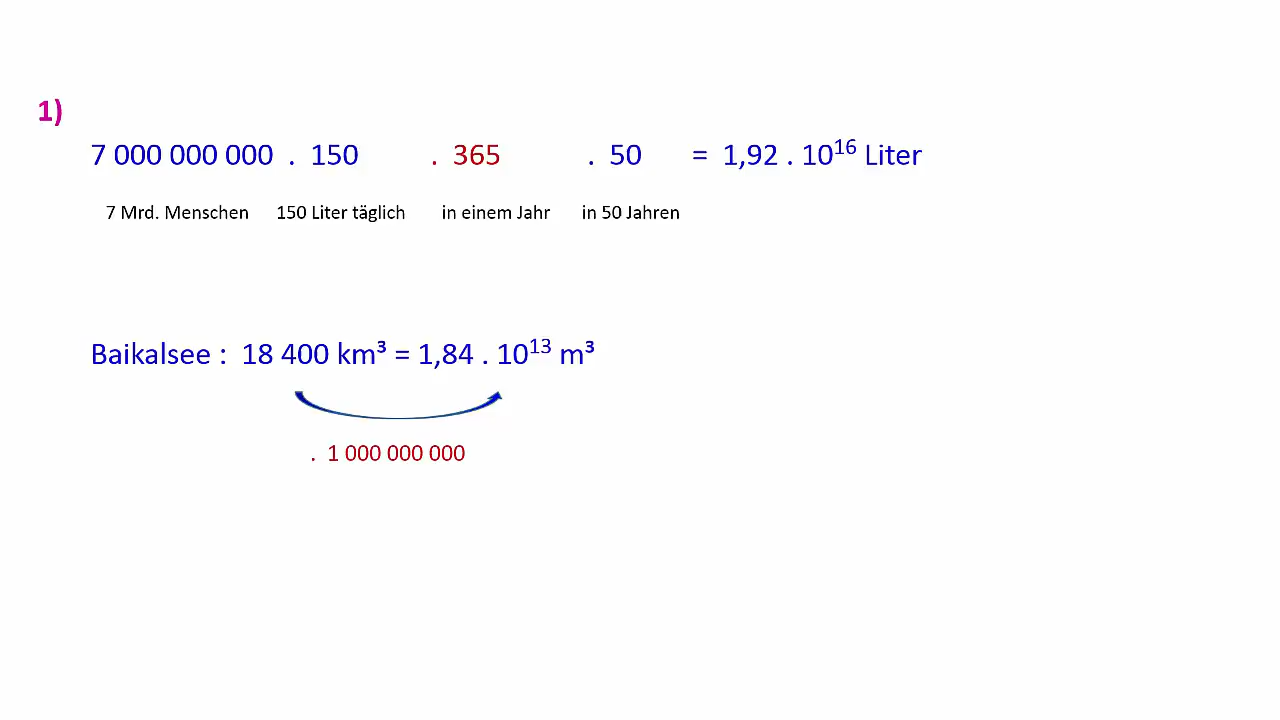 1)
7 000 000 000 . 150 . 365 . 50 = 1,92 . 10¹⁶ Liter
7 Mrd. Menschen 150 Liter täglich in einem Jahr in 50 Jahren
Baikalsee : 18 400 km³ = 1,84 . 10¹³ m³
. 1 000 000 000